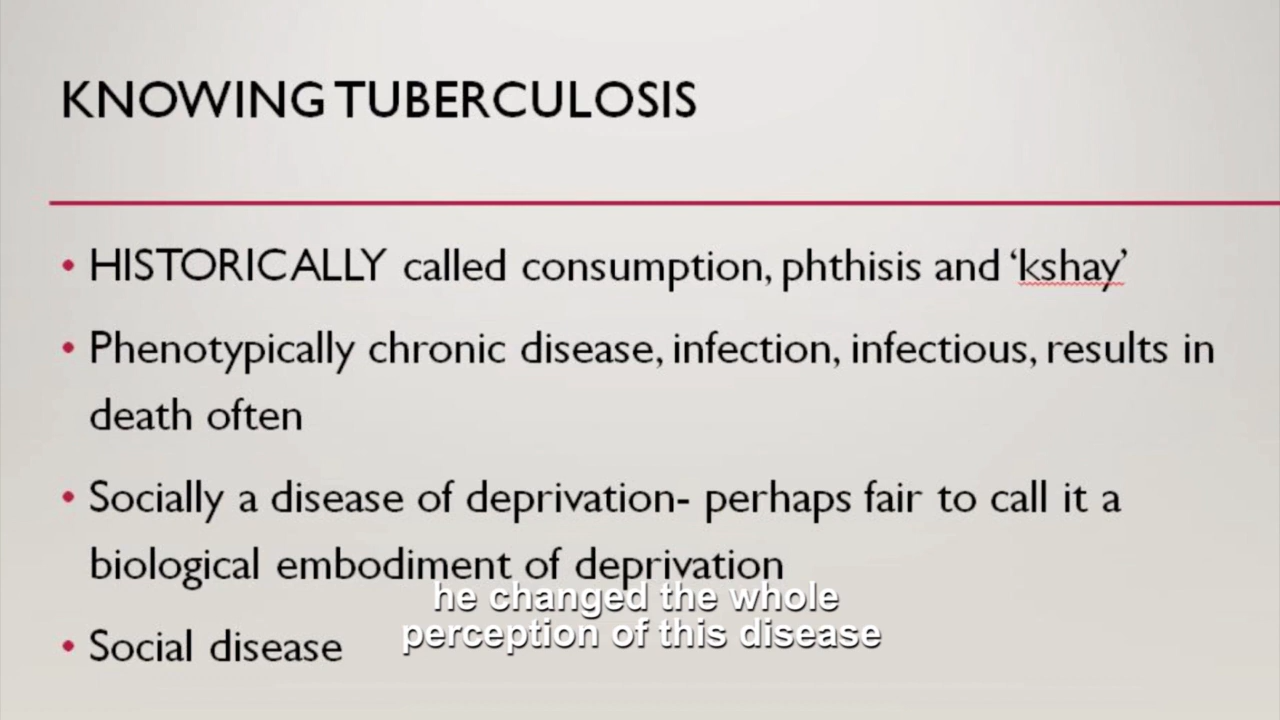 KNOWING TUBERCULOSIS
• HISTORICALLY called consumption, phthisis and ‘kshay’
• Phenotypically chronic disease, infection, infectious, results in
death often
• Socially a disease of deprivation- perhaps fair to call it a
biological embodiment of deprivation
he changed the whole
perception of this disease
• Social disease